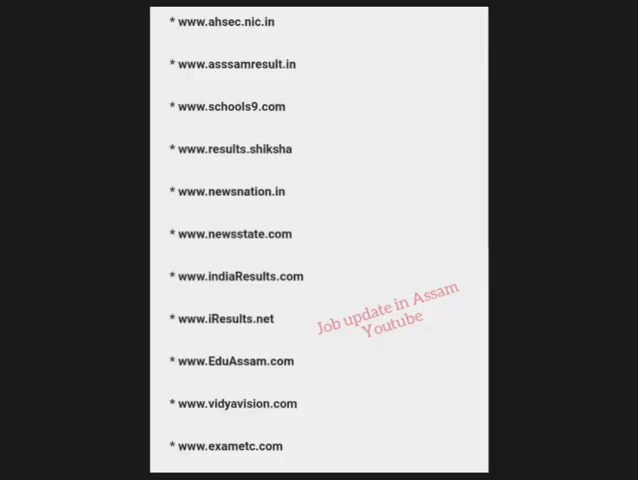 * www.ahsec.nic.in
* www.asssamresult.in
* www.schools9.com
* www.results.shiksha
* www.newsnation.in
* www.newsstate.com
* www.indiaResults.com
* www.iResults.net
Job update in Assam
Youtube
* www.EduAssam.com
* www.vidyavision.com
* www.exametc.com